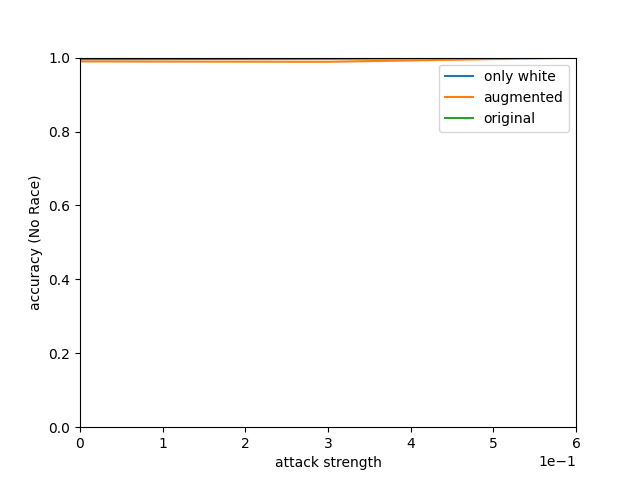 1.0
0.8
0.6
0.4
0.2
0.0
accuracy (No Race)
only white
augmented
original
0 1 2 3 4 5 6
attack strength
1e−1